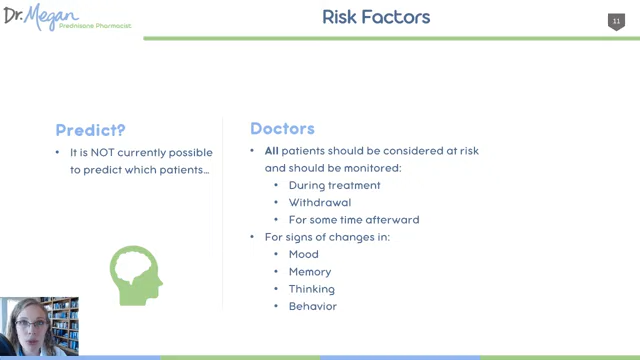 Dr. Megan
Prednisone Pharmacist
Risk Factors
11
Predict?
• It is NOT currently possible
to predict which patients...
Doctors
• All patients should be considered at risk
and should be monitored:
• During treatment
• Withdrawal
• For some time afterward
• For signs of changes in:
• Mood
• Memory
• Thinking
• Behavior